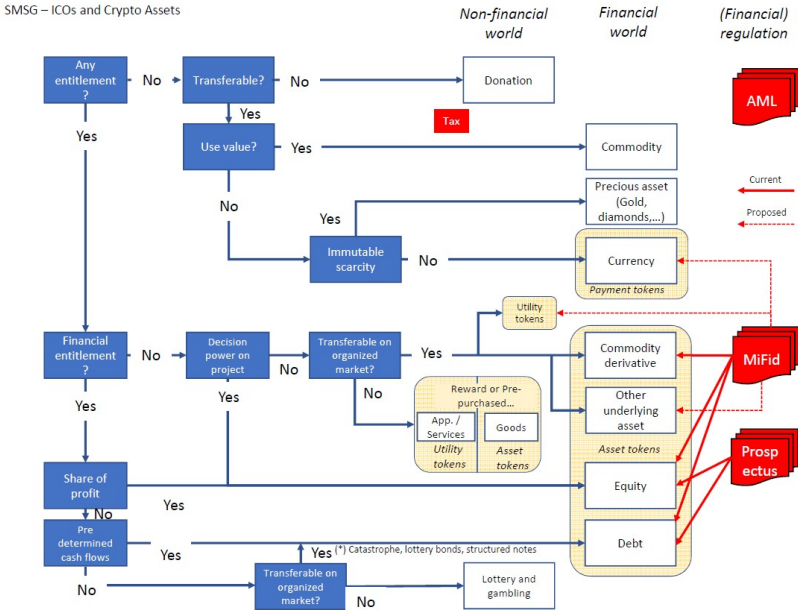 SMSG – ICOs and Crypto Assets
Non-financial
world
Financial
world
(Financial)
regulation
Any
entitlement
?
No
Transferable?
No
Donation
AML
Yes
Yes
Tax
Use value?
Yes
Commodity
Current
No
Yes
Precious asset
(Gold,
diamonds,...)
Proposed
Immutable
scarcity
No
Currency
Payment tokens
Utility
tokens
Financial
entitlement
?
No
Decision
power on
project
No
Transferable on
organized
market?
Yes
Commodity
derivative
MiFid
Yes
Yes
No
Reward or Pre-
purchased...
App. /
Services
Goods
Utility
tokens
Asset
tokens
Other
underlying
asset
Asset tokens
Prosp
ectus
Share of
profit
Yes
Equity
No
Pre
determined
cash flows
Yes
Yes
(*) Catastrophe, lottery bonds, structured notes
Debt
No
Transferable on
organized
market?
No
Lottery and
gambling